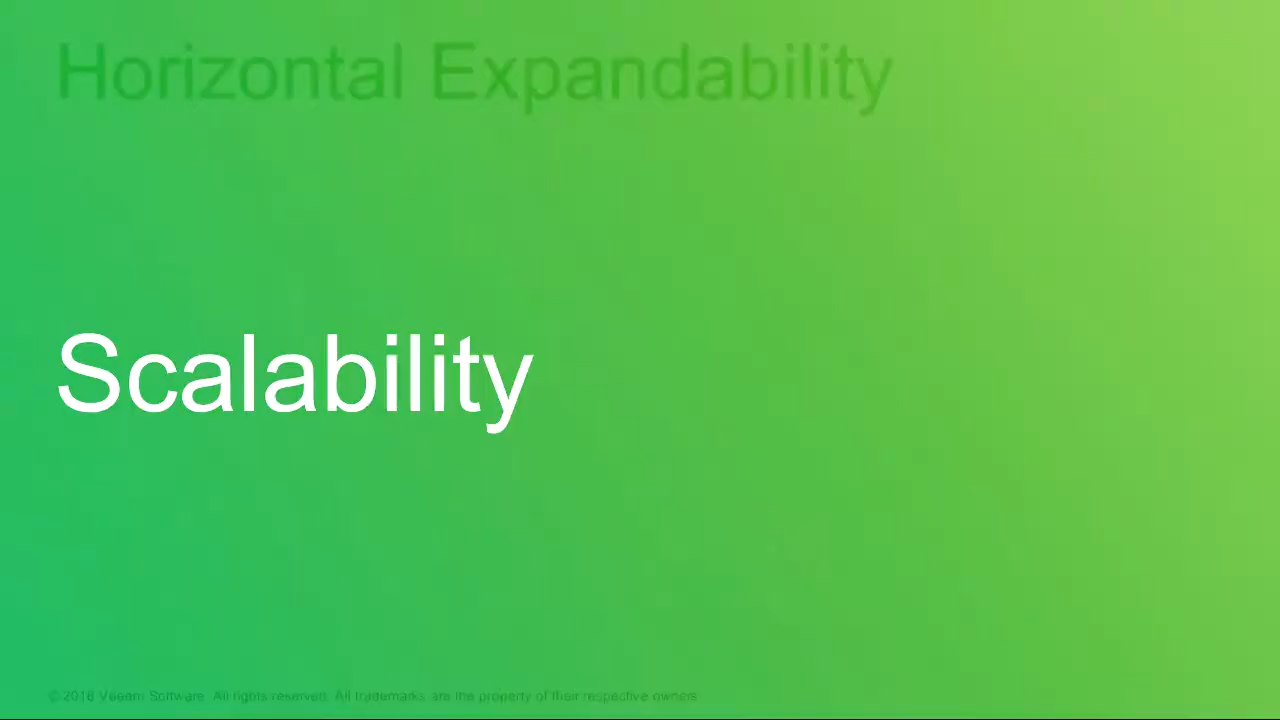 Horizontal Expandability
Scalability
© 2018 Veeam Software. All rights reserved. All trademarks are the property of their respective owners